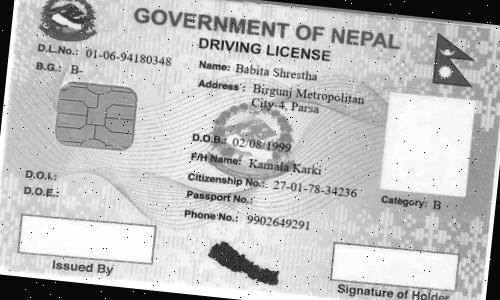 GOVERNMENT OF NEPAL
DRIVING LICENSE
D.L.No.: 01-06-94180348
B.G.: B-
Name: Babita Shrestha
Address: Birgunj Metropolitan
City-4, Parsa
D.O.B.: 02/08/1999
F/H Name: Kamala Karki
Citizenship No.: 27-01-78-34236
Passport No.:
Phone No.: 9902649291
D.O.I.:
D.O.E.:
Category: B
Issued By
Signature of Holder